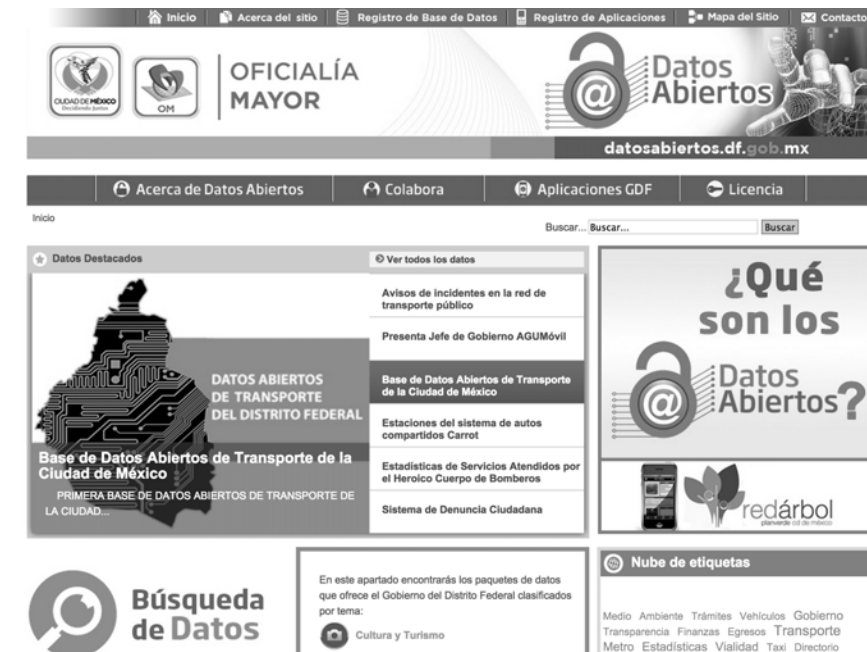 Inicio
Acerca del sitio
Registro de Base de Datos
Registro de Aplicaciones
Mapa del Sitio
Contacto
CIUDAD DE MÉXICO
Decidiendo Juntos
OM
OFICIALÍA
MAYOR
@
Datos
Abiertos
datosabiertos.df.gob.mx
Acerca de Datos Abiertos
Colabora
Aplicaciones GDF
Licencia
Inicio
Buscar... Buscar... Buscar
Datos Destacados
DATOS ABIERTOS
DE TRANSPORTE
DEL DISTRITO FEDERAL
Base de Datos Abiertos de Transporte de la
Ciudad de México
PRIMERA BASE DE DATOS ABIERTOS DE TRANSPORTE DE
LA CIUDAD...
Ver todos los datos
Avisos de incidentes en la red de
transporte público
Presenta Jefe de Gobierno AGUMóvil
Base de Datos Abiertos de Transporte
de la Ciudad de México
Estaciones del sistema de autos
compartidos Carrot
Estadísticas de Servicios Atendidos por
el Heroico Cuerpo de Bomberos
Sistema de Denuncia Ciudadana
¿Qué
son los
@
Datos
Abiertos?
redárbol
planverde cd de méxico
Búsqueda
de Datos
En este apartado encontrarás los paquetes de datos
que ofrece el Gobierno del Distrito Federal clasificados
por tema:
Cultura y Turismo
Nube de etiquetas
Medio Ambiente Trámites Vehículos Gobierno
Transparencia Finanzas Egresos Transporte
Metro Estadísticas Vialidad Taxi Directorio